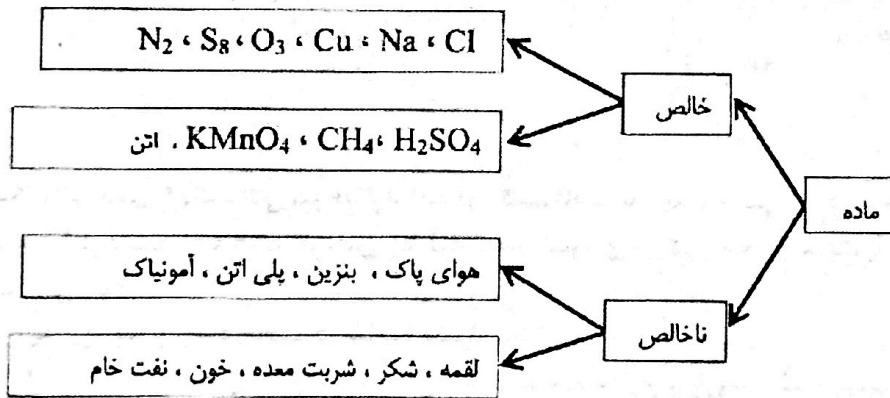 N₂ ، S₈ ، O₃ ، Cu ، Na ، Cl
خالص
اتن ، KMnO₄ ، CH₄ ، H₂SO₄
ماده
هوای پاک ، بنزین ، پلی اتن ، آمونیاک
ناخالص
لقمه ، شکر ، شربت معده ، خون ، نفت خام